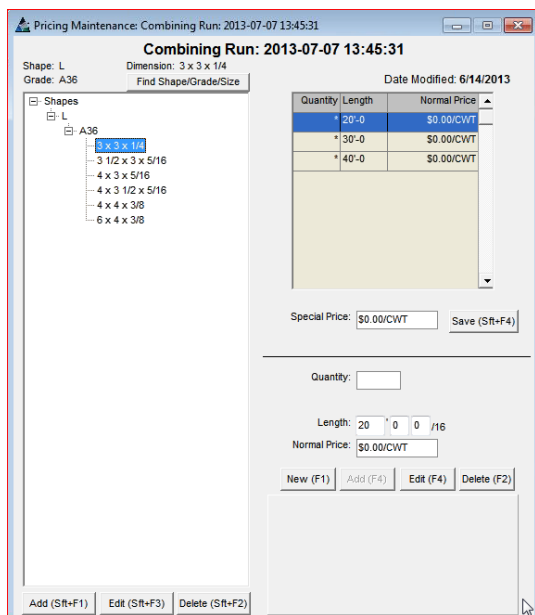 Pricing Maintenance: Combining Run: 2013-07-07 13:45:31
Combining Run: 2013-07-07 13:45:31
Shape: L Dimension: 3 x 3 x 1/4
Grade: A36 Find Shape/Grade/Size Date Modified: 6/14/2013
Shapes
L
A36
3 x 3 x 1/4
3 1/2 x 3 x 5/16
4 x 3 x 5/16
4 x 3 1/2 x 5/16
4 x 4 x 3/8
6 x 4 x 3/8
Quantity Length Normal Price
* 20'-0 $0.00/CWT
* 30'-0 $0.00/CWT
* 40'-0 $0.00/CWT
Special Price: $0.00/CWT Save (Sft+F4)
Quantity:
Length: 20 ' 0 0 /16
Normal Price: $0.00/CWT
New (F1) Add (F4) Edit (F4) Delete (F2)
Add (Sft+F1) Edit (Sft+F3) Delete (Sft+F2)